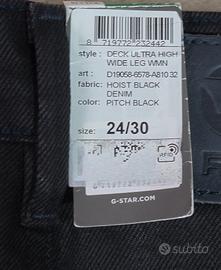 8 719772 232442
style : DECK ULTRA HIGH
WIDE LEG WMN
art : D19058-6578-A810 32
fabric: HOIST BLACK
DENIM
color: PITCH BLACK
size: 24/30
RFID
G-STAR.COM
subito